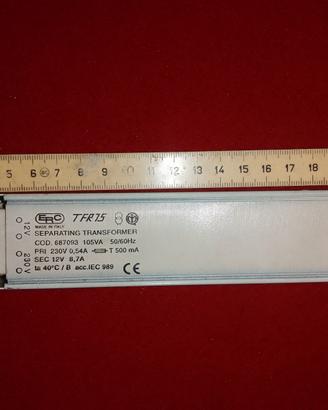 5 6 7 8 9 10 11 12 13 14 15 16 17 18
ERC TFR75
MADE IN ITALY
SEPARATING TRANSFORMER
COD. 687093 105VA 50/60Hz
PRI 230V 0,54A T 500 mA
SEC 12V 8,7A
ta 40°C / B acc.IEC 989 CE
12V
230V